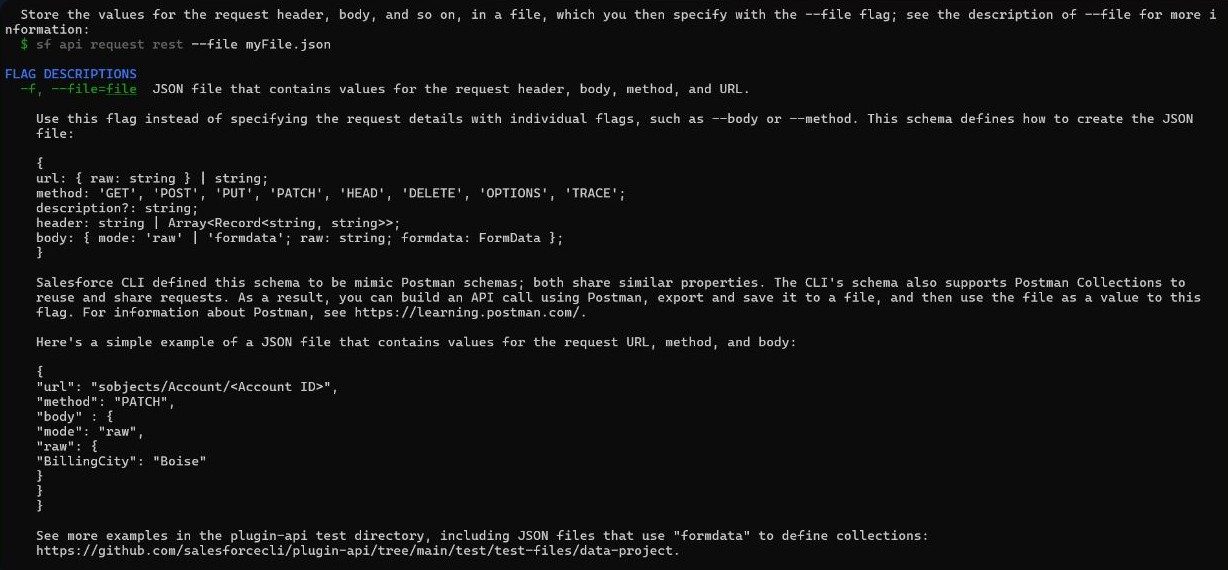 Store the values for the request header, body, and so on, in a file, which you then specify with the --file flag; see the description of --file for more i
nformation:
$ sf api request rest --file myFile.json
FLAG DESCRIPTIONS
-f, --file=file  JSON file that contains values for the request header, body, method, and URL.
Use this flag instead of specifying the request details with individual flags, such as --body or --method. This schema defines how to create the JSON
file:
{
url: { raw: string } | string;
method: 'GET', 'POST', 'PUT', 'PATCH', 'HEAD', 'DELETE', 'OPTIONS', 'TRACE';
description?: string;
header: string | Array<Record<string, string>>;
body: { mode: 'raw' | 'formdata'; raw: string; formdata: FormData };
}
Salesforce CLI defined this schema to be mimic Postman schemas; both share similar properties. The CLI's schema also supports Postman Collections to
reuse and share requests. As a result, you can build an API call using Postman, export and save it to a file, and then use the file as a value to this
flag. For information about Postman, see https://learning.postman.com/.
Here's a simple example of a JSON file that contains values for the request URL, method, and body:
{
"url": "sobjects/Account/<Account ID>",
"method": "PATCH",
"body" : {
"mode": "raw",
"raw": {
"BillingCity": "Boise"
}
}
}
See more examples in the plugin-api test directory, including JSON files that use "formdata" to define collections:
https://github.com/salesforcecli/plugin-api/tree/main/test/test-files/data-project.